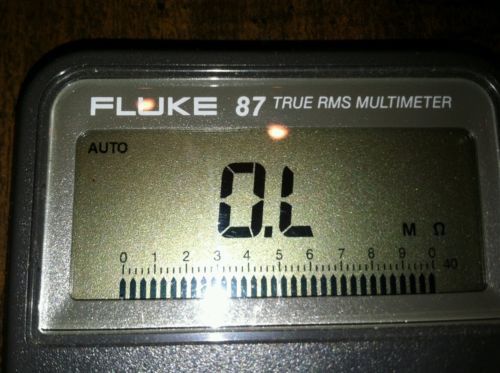 FLUKE 87 TRUE RMS MULTIMETER
AUTO
0.L
M Ω
0 1 2 3 4 5 6 7 8 9 0
40